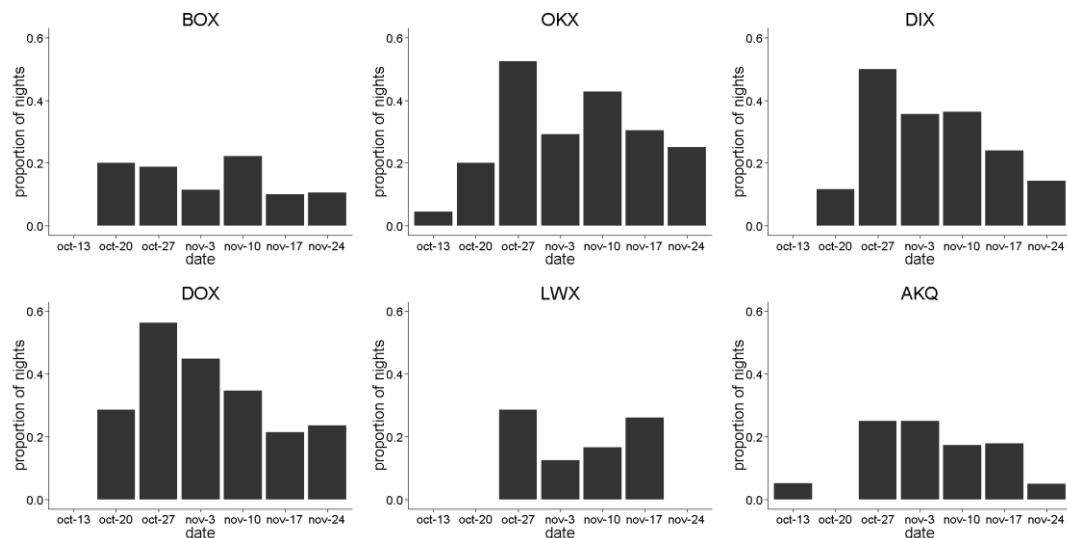 BOX
0.6
0.4
0.2
0.0
proportion of nights
oct-13 oct-20 oct-27 nov-3 nov-10 nov-17 nov-24
date
OKX
0.6
0.4
0.2
0.0
proportion of nights
oct-13 oct-20 oct-27 nov-3 nov-10 nov-17 nov-24
date
DIX
0.6
0.4
0.2
0.0
proportion of nights
oct-13 oct-20 oct-27 nov-3 nov-10 nov-17 nov-24
date
DOX
0.6
0.4
0.2
0.0
proportion of nights
oct-13 oct-20 oct-27 nov-3 nov-10 nov-17 nov-24
date
LWX
0.6
0.4
0.2
0.0
proportion of nights
oct-13 oct-20 oct-27 nov-3 nov-10 nov-17 nov-24
date
AKQ
0.6
0.4
0.2
0.0
proportion of nights
oct-13 oct-20 oct-27 nov-3 nov-10 nov-17 nov-24
date